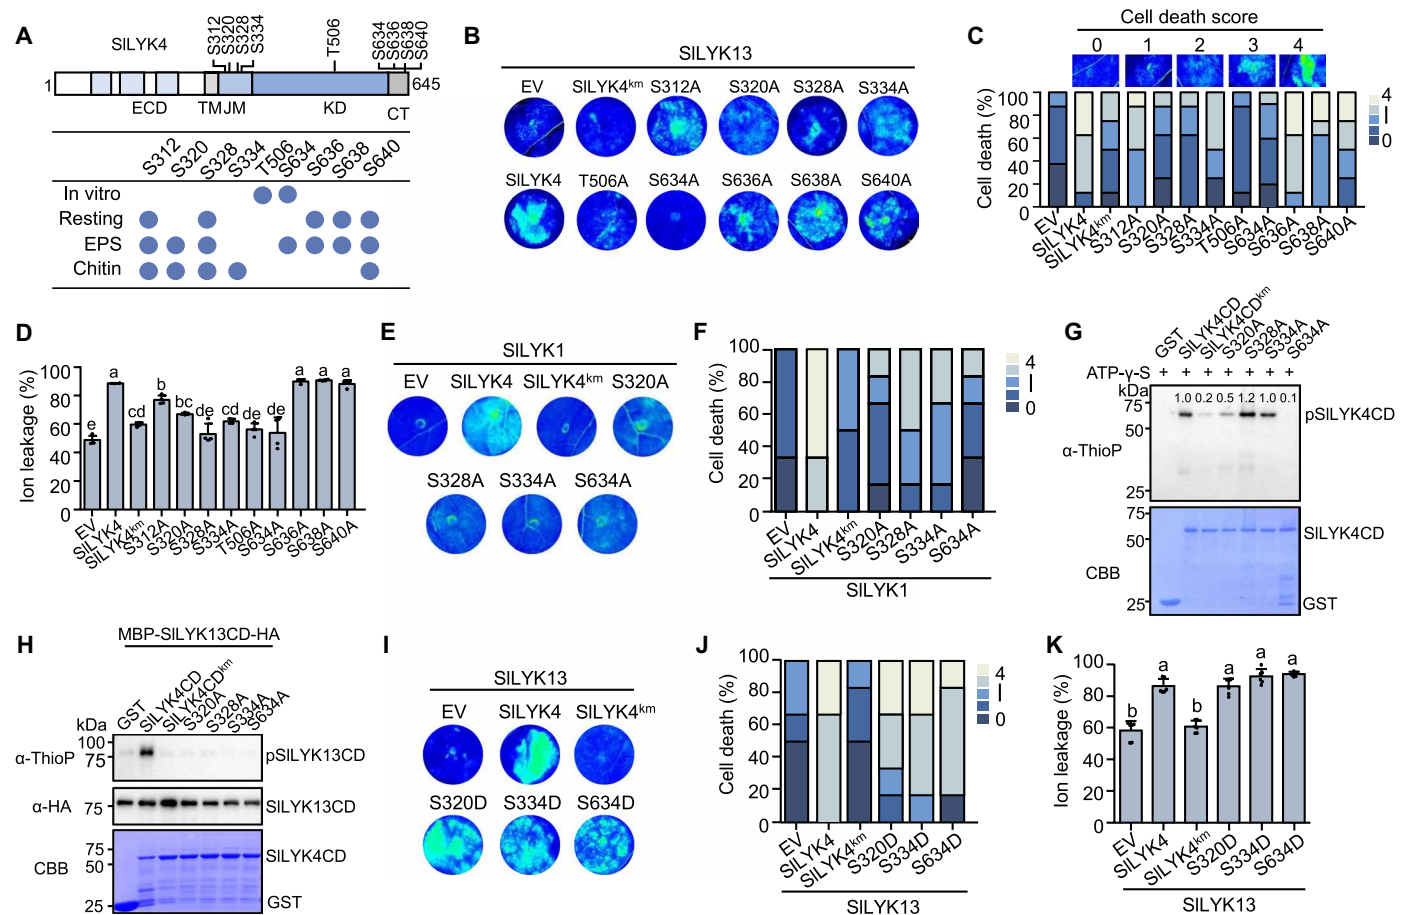 A
SlLYK4
S312
S320
S328
S334
T506
S634
S636
S638
S640
1
645
ECD
TM
JM
KD
CT
S312 S320 S328 S334 T506 S634 S636 S638 S640
In vitro
Resting
EPS
Chitin
B
SlLYK13
EV SlLYK4km S312A S320A S328A S334A
SlLYK4 T506A S634A S636A S638A S640A
C
Cell death score
0 1 2 3 4
Cell death (%)
100
80
60
40
20
0
4
0
EV SlLYK4 SlLYK4km S312A S320A S328A S334A T506A S634A S636A S638A S640A
D
Ion leakage (%)
100
80
60
40
20
0
e a cd b bc de cd de de a a a
EV SlLYK4 SlLYK4km S312A S320A S328A S334A T506A S634A S636A S638A S640A
E
SlLYK1
EV SlLYK4 SlLYK4km S320A
S328A S334A S634A
F
Cell death (%)
100
80
60
40
20
0
4
0
EV SlLYK4 SlLYK4km S320A S328A S334A S634A
SlLYK1
G
GST SlLYK4CD SlLYK4CDkm S320A S328A S334A S634A
ATP-γ-S + + + + + + +
kDa
75
50
25
1.0 0.2 0.5 1.2 1.0 0.1
α-ThioP
pSlLYK4CD
75
50
25
CBB
SlLYK4CD
GST
H
MBP-SlLYK13CD-HA
GST SlLYK4CD SlLYK4CDkm S320A S328A S334A S634A
kDa
α-ThioP 100 75 pSlLYK13CD
α-HA 75 SlLYK13CD
CBB 75 50 25 SlLYK4CD
GST
I
SlLYK13
EV SlLYK4 SlLYK4km
S320D S334D S634D
J
Cell death (%)
100
80
60
40
20
0
4
0
EV SlLYK4 SlLYK4km S320D S334D S634D
SlLYK13
K
Ion leakage (%)
100
80
60
40
20
0
b a b a a a
EV SlLYK4 SlLYK4km S320D S334D S634D
SlLYK13